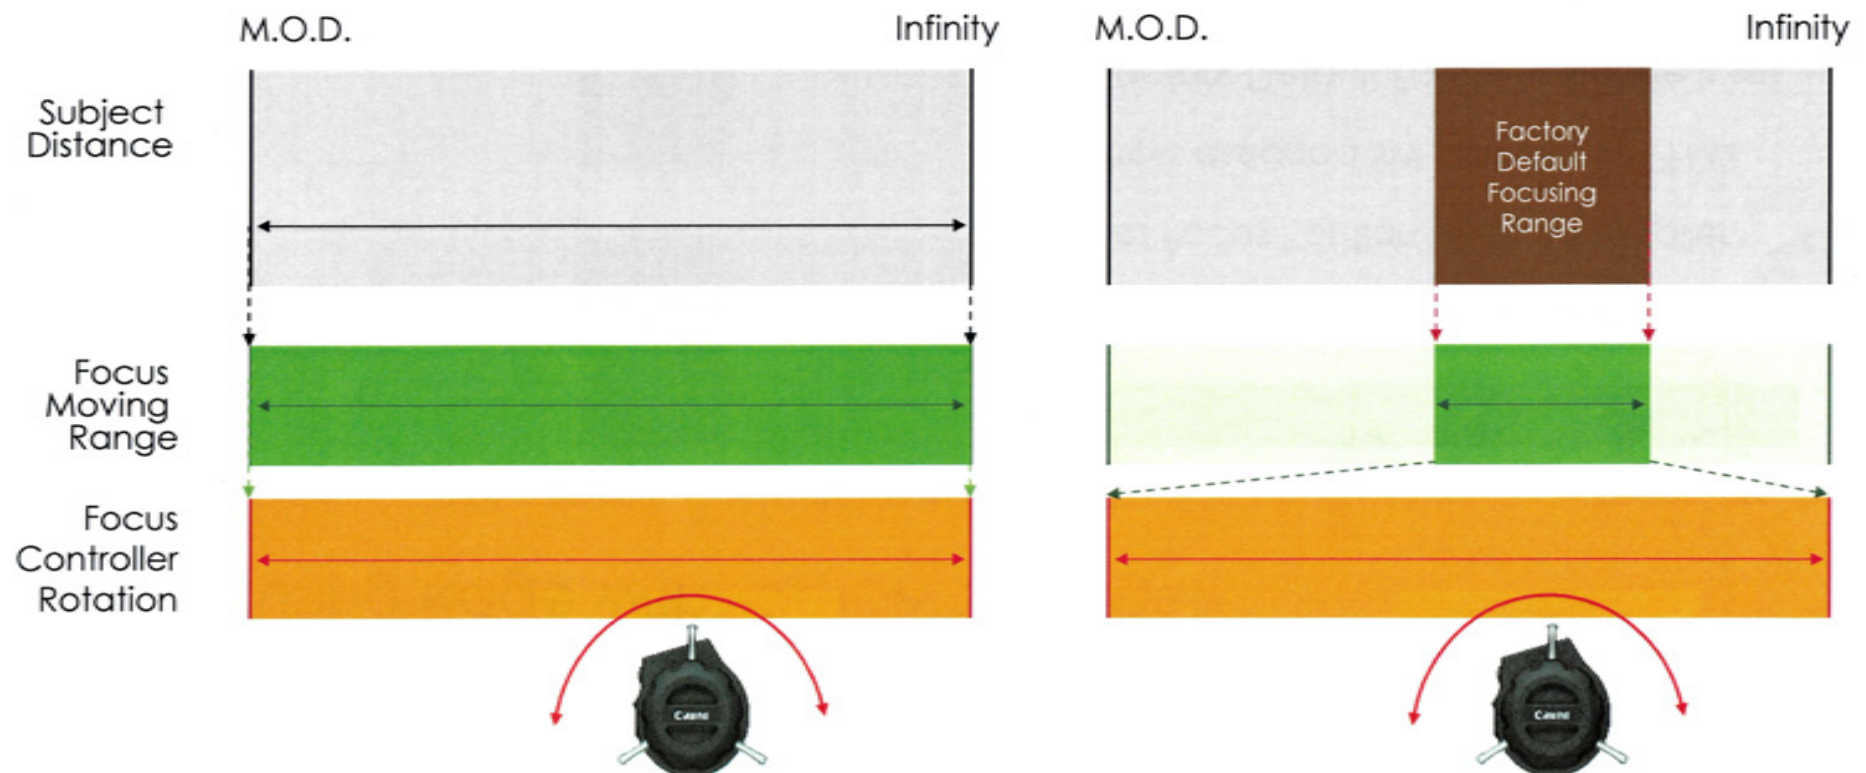 M.O.D.
Infinity
M.O.D.
Infinity
Subject
Distance
Factory
Default
Focusing
Range
Focus
Moving
Range
Focus
Controller
Rotation
Canon
Canon